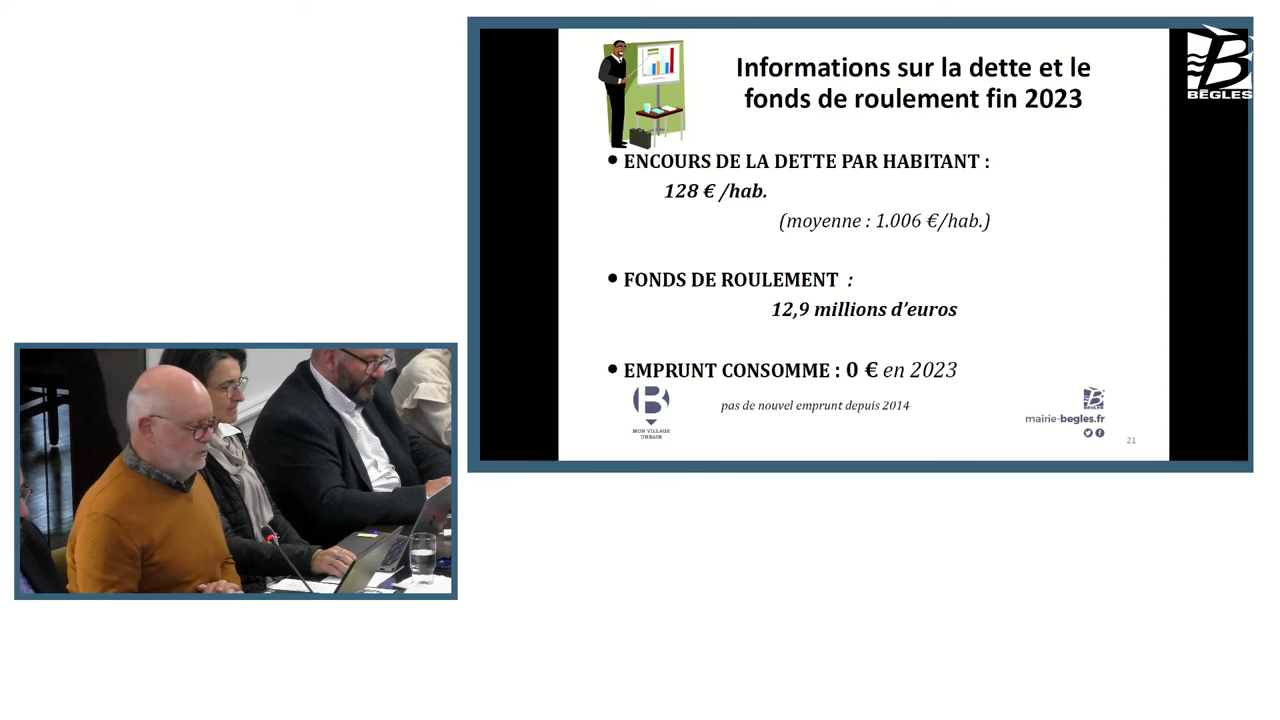 Informations sur la dette et le
fonds de roulement fin 2023
BEGLES
• ENCOURS DE LA DETTE PAR HABITANT :
128 € /hab.
(moyenne : 1.006 €/hab.)
• FONDS DE ROULEMENT :
12,9 millions d'euros
• EMPRUNT CONSOMME : 0 € en 2023
pas de nouvel emprunt depuis 2014
MON VILLAGE
URBAIN
BEGLES
mairie-begles.fr
21